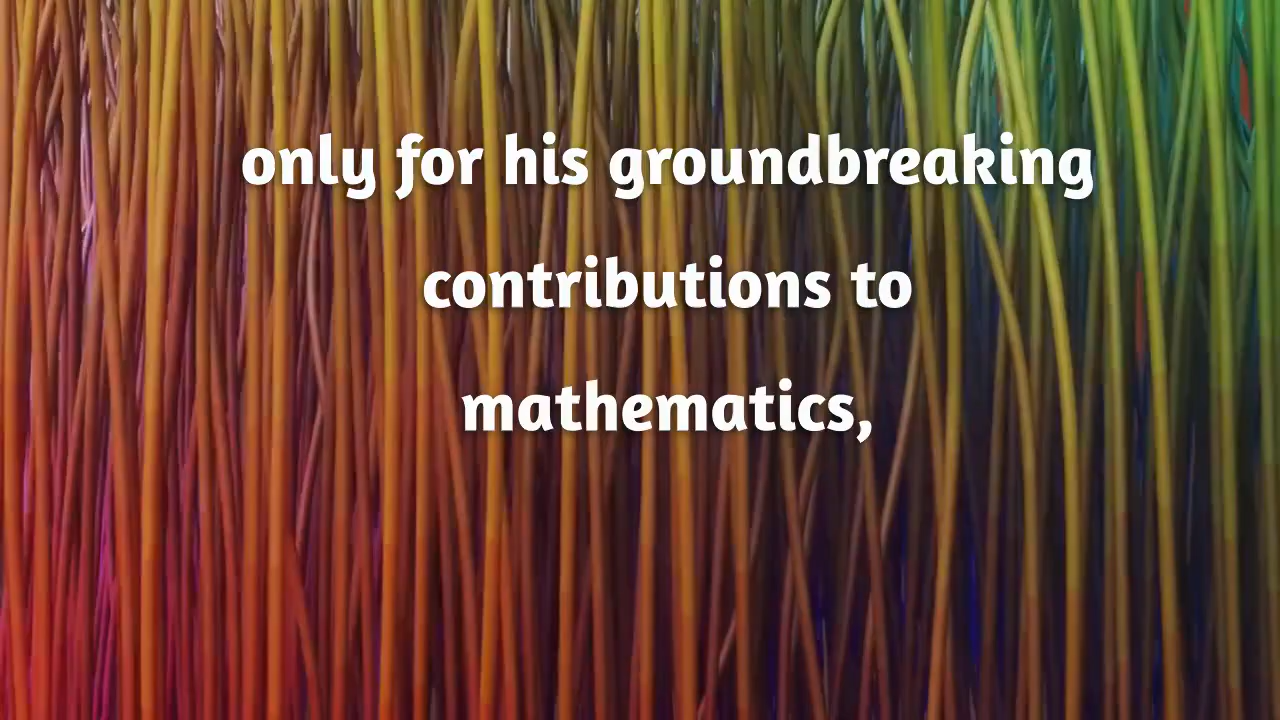 only for his groundbreaking
contributions to
mathematics,